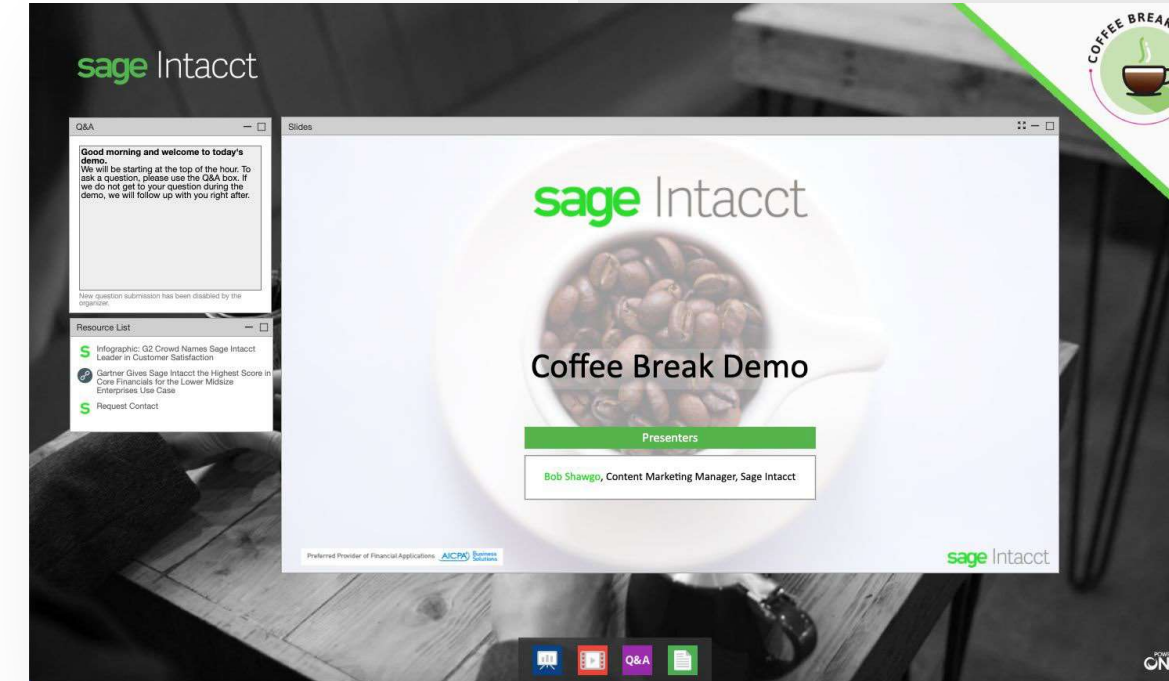 sage Intacct
COFFEE BREAK
Q&A
Good morning and welcome to today's
demo.
We will be starting at the top of the hour. To
ask a question, please use the Q&A box. If
we do not get to your question during the
demo, we will follow up with you right after.
New question submission has been disabled by the
organizer.
Resource List
Infographic: G2 Crowd Names Sage Intacct
Leader in Customer Satisfaction
Gartner Gives Sage Intacct the Highest Score in
Core Financials for the Lower Midsize
Enterprises Use Case
Request Contact
Slides
sage Intacct
Coffee Break Demo
Presenters
Bob Shawgo, Content Marketing Manager, Sage Intacct
Preferred Provider of Financial Applications AICPA Business
Solutions
sage Intacct
Q&A